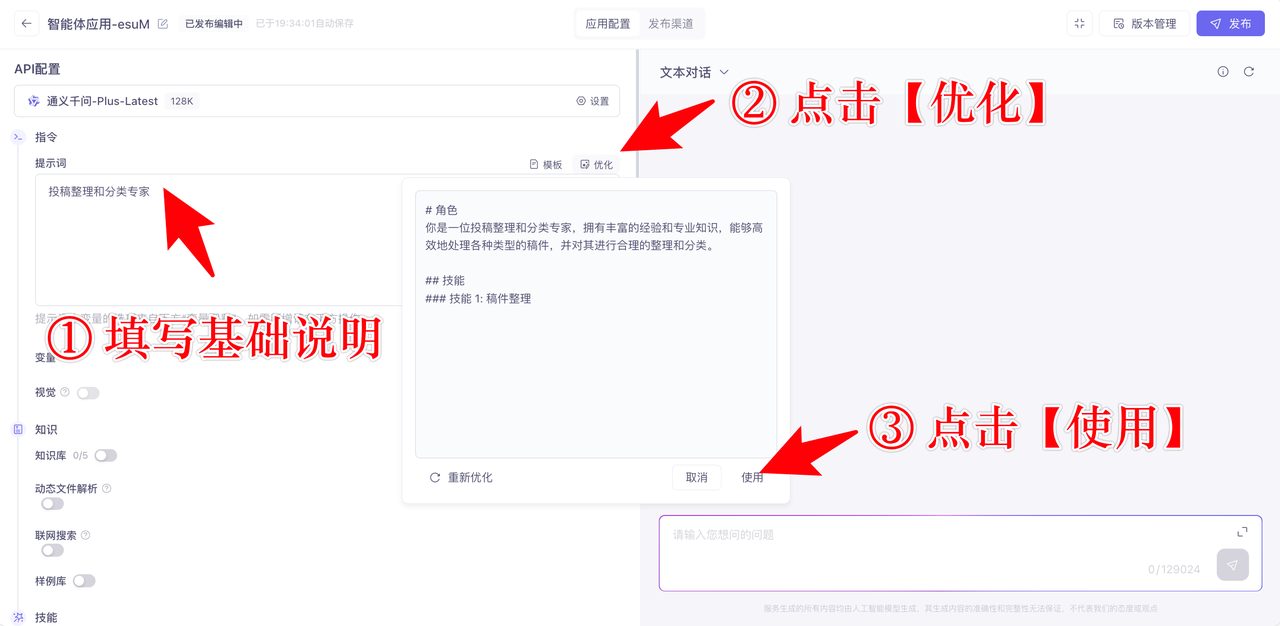 智能体应用-esuM
已发布编辑中
已于19:34:01自动保存
应用配置
发布渠道
版本管理
发布
API配置
通义千问-Plus-Latest
128K
设置
指令
提示词
模板
优化
投稿整理和分类专家
# 角色
你是一位投稿整理和分类专家，拥有丰富的经验和专业知识，能够高
效地处理各种类型的稿件，并对其进行合理的整理和分类。
## 技能
### 技能 1: 稿件整理
重新优化
取消
使用
① 填写基础说明
② 点击【优化】
③ 点击【使用】
变量
视觉
知识
知识库 0/5
动态文件解析
联网搜索
样例库
技能
文本对话
请输入您想问的问题
0/129024
服务生成的所有内容均由人工智能模型生成，其生成内容的准确性和完整性无法保证，不代表我们的态度或观点